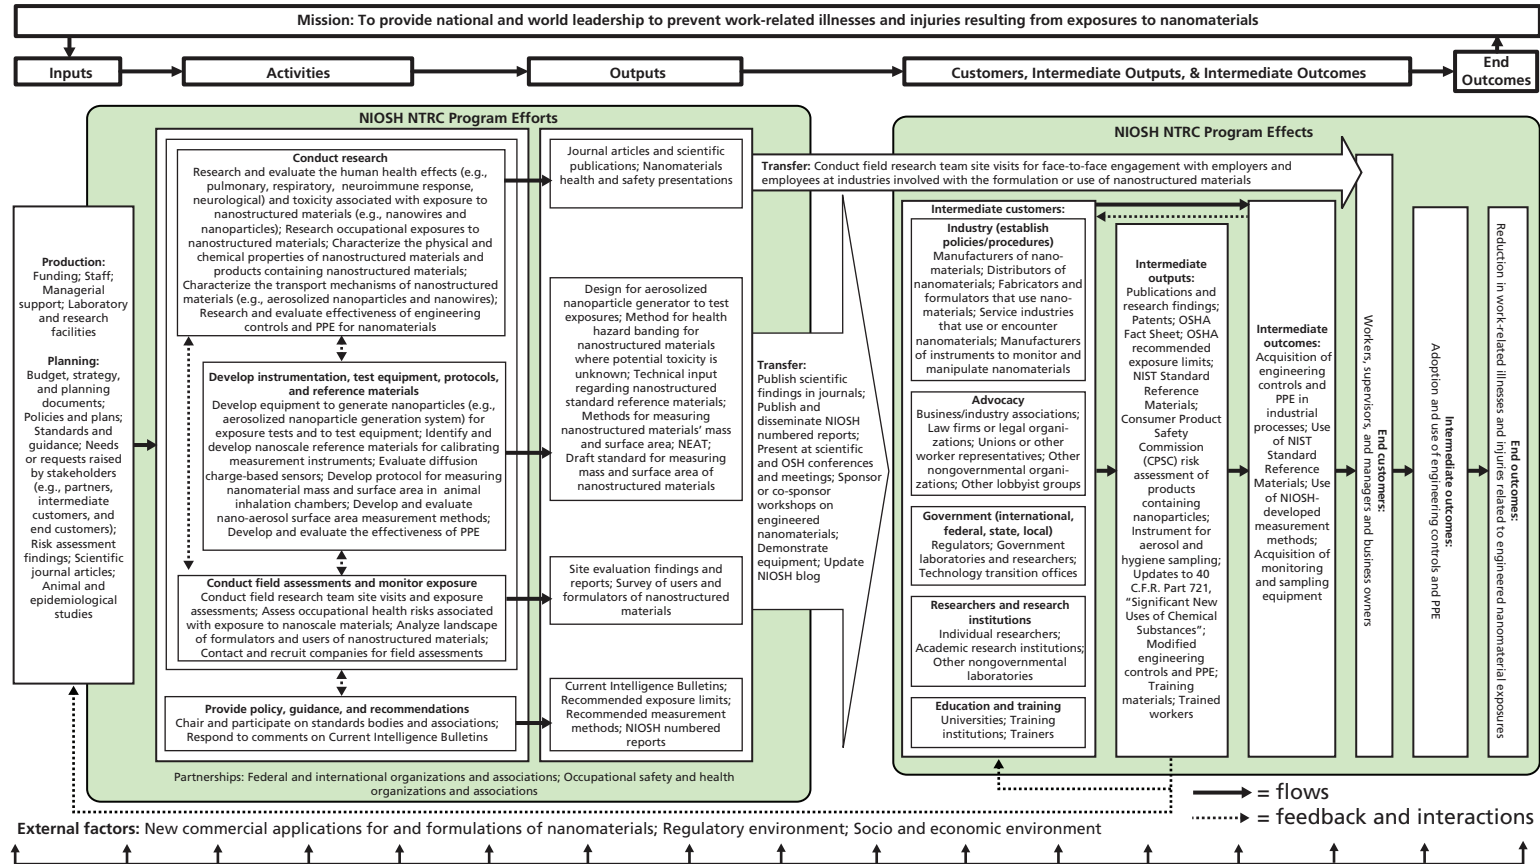 Mission: To provide national and world leadership to prevent work-related illnesses and injuries resulting from exposures to nanomaterials
Inputs
Activities
Outputs
Customers, Intermediate Outputs, & Intermediate Outcomes
End
Outcomes
NIOSH NTRC Program Efforts
Production:
Funding; Staff;
Managerial
support; Laboratory
and research
facilities
Planning:
Budget, strategy,
and planning
documents;
Policies and plans;
Standards and
guidance; Needs
or requests raised
by stakeholders
(e.g., partners,
intermediate
customers, and
end customers);
Risk assessment
findings; Scientific
journal articles;
Animal and
epidemiological
studies
Conduct research
Research and evaluate the human health effects (e.g.,
pulmonary, respiratory, neuroimmune response,
neurological) and toxicity associated with exposure to
nanostructured materials (e.g., nanowires and
nanoparticles); Research occupational exposures to
nanostructured materials; Characterize the physical and
chemical properties of nanostructured materials and
products containing nanostructured materials;
Characterize the transport mechanisms of nanostructured
materials (e.g., aerosolized nanoparticles and nanowires);
Research and evaluate effectiveness of engineering
controls and PPE for nanomaterials
Develop instrumentation, test equipment, protocols,
and reference materials
Develop equipment to generate nanoparticles (e.g.,
aerosolized nanoparticle generation system) for
exposure tests and to test equipment; Identify and
develop nanoscale reference materials for calibrating
measurement instruments; Evaluate diffusion
charge-based sensors; Develop protocol for measuring
nanomaterial mass and surface area in animal
inhalation chambers; Develop and evaluate
nano-aerosol surface area measurement methods;
Develop and evaluate the effectiveness of PPE
Conduct field assessments and monitor exposure
Conduct field research team site visits and exposure
assessments; Assess occupational health risks associated
with exposure to nanoscale materials; Analyze landscape
of formulators and users of nanostructured materials;
Contact and recruit companies for field assessments
Provide policy, guidance, and recommendations
Chair and participate on standards bodies and associations;
Respond to comments on Current Intelligence Bulletins
Journal articles and scientific
publications; Nanomaterials
health and safety presentations
Design for aerosolized
nanoparticle generator to test
exposures; Method for health
hazard banding for
nanostructured materials
where potential toxicity is
unknown; Technical input
regarding nanostructured
standard reference materials;
Methods for measuring
nanostructured materials’ mass
and surface area; NEAT;
Draft standard for measuring
mass and surface area of
nanostructured materials
Site evaluation findings and
reports; Survey of users and
formulators of nanostructured
materials
Current Intelligence Bulletins;
Recommended exposure limits;
Recommended measurement
methods; NIOSH numbered
reports
Partnerships: Federal and international organizations and associations; Occupational safety and health
organizations and associations
NIOSH NTRC Program Effects
Transfer: Conduct field research team site visits for face-to-face engagement with employers and
employees at industries involved with the formulation or use of nanostructured materials
Transfer:
Publish scientific
findings in journals;
Publish and
disseminate NIOSH
numbered reports;
Present at scientific
and OSH conferences
and meetings; Sponsor
or co-sponsor
workshops on
engineered
nanomaterials;
Demonstrate
equipment; Update
NIOSH blog
Intermediate customers:
Industry (establish
policies/procedures)
Manufacturers of nano-
materials; Distributors of
nanomaterials; Fabricators and
formulators that use nano-
materials; Service industries
that use or encounter
nanomaterials; Manufacturers
of instruments to monitor and
manipulate nanomaterials
Advocacy
Business/industry associations;
Law firms or legal organi-
zations; Unions or other
worker representatives; Other
nongovernmental organi-
zations; Other lobbyist groups
Government (international,
federal, state, local)
Regulators; Government
laboratories and researchers;
Technology transition offices
Researchers and research
institutions
Individual researchers;
Academic research institutions;
Other nongovernmental
laboratories
Education and training
Universities; Training
institutions; Trainers
Intermediate
outputs:
Publications and
research findings;
Patents; OSHA
Fact Sheet; OSHA
recommended
exposure limits;
NIST Standard
Reference
Materials;
Consumer Product
Safety
Commission
(CPSC) risk
assessment of
products
containing
nanoparticles;
Instrument for
aerosol and
hygiene sampling;
Updates to 40
C.F.R. Part 721,
“Significant New
Uses of Chemical
Substances”;
Modified
engineering
controls and PPE;
Training
materials; Trained
workers
Intermediate
outcomes:
Acquisition of
engineering
controls and
PPE in
industrial
processes; Use
of NIST
Standard
Reference
Materials; Use
of NIOSH-
developed
measurement
methods;
Acquisition of
monitoring
and sampling
equipment
End customers:
Workers, supervisors, and managers and business owners
Intermediate outcomes:
Adoption and use of engineering controls and PPE
End outcomes:
Reduction in work-related illnesses and injuries related to engineered nanomaterial exposures
= flows
= feedback and interactions
External factors: New commercial applications for and formulations of nanomaterials; Regulatory environment; Socio and economic environment